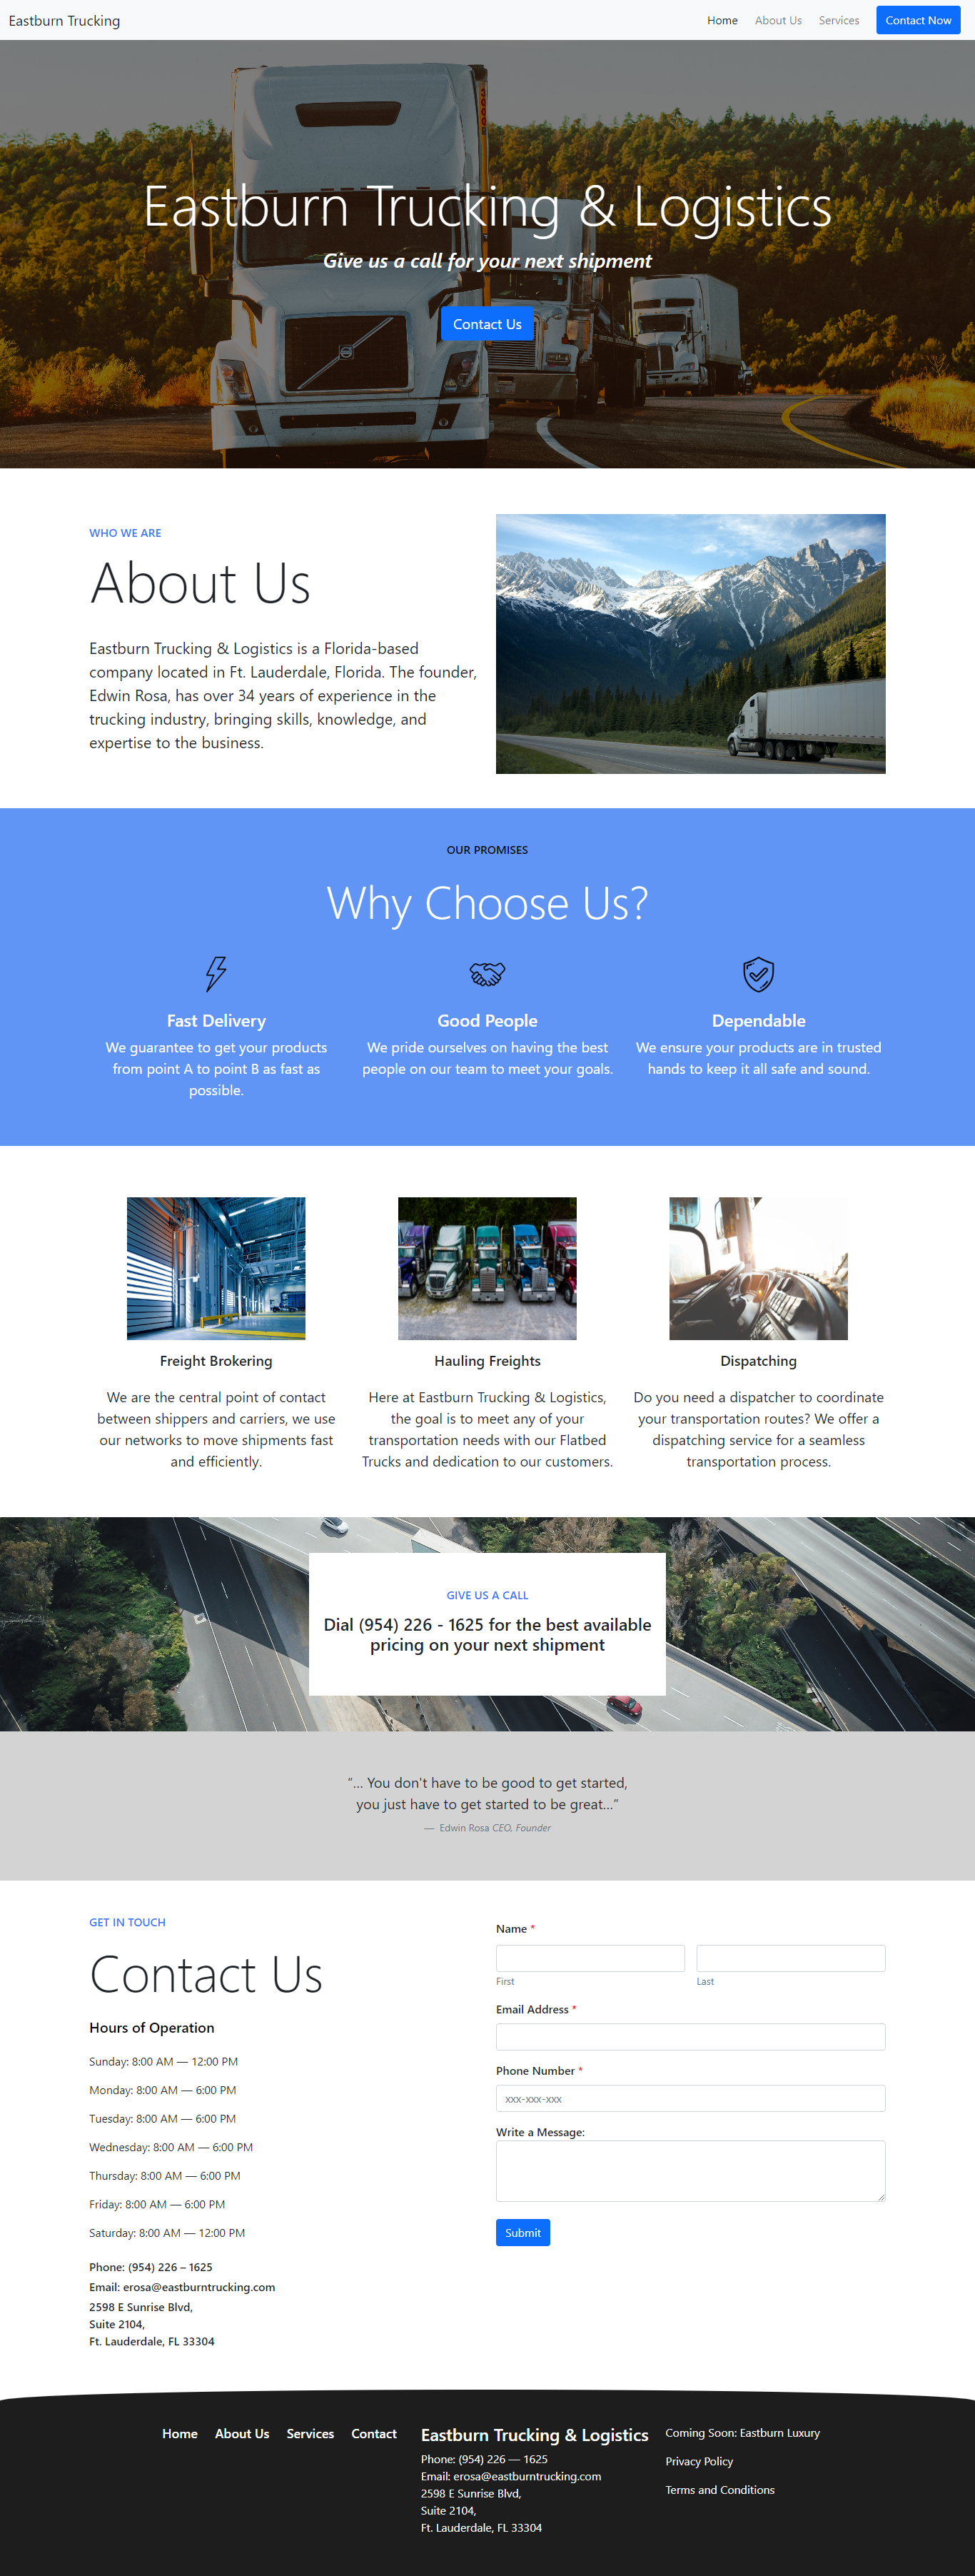 Eastburn Trucking
Home About Us Services Contact Now
Eastburn Trucking & Logistics
Give us a call for your next shipment
Contact Us
WHO WE ARE
About Us
Eastburn Trucking & Logistics is a Florida-based
company located in Ft. Lauderdale, Florida. The founder,
Edwin Rosa, has over 34 years of experience in the
trucking industry, bringing skills, knowledge, and
expertise to the business.
OUR PROMISES
Why Choose Us?
Fast Delivery
We guarantee to get your products
from point A to point B as fast as
possible.
Good People
We pride ourselves on having the best
people on our team to meet your goals.
Dependable
We ensure your products are in trusted
hands to keep it all safe and sound.
Freight Brokering
We are the central point of contact
between shippers and carriers, we use
our networks to move shipments fast
and efficiently.
Hauling Freights
Here at Eastburn Trucking & Logistics,
the goal is to meet any of your
transportation needs with our Flatbed
Trucks and dedication to our customers.
Dispatching
Do you need a dispatcher to coordinate
your transportation routes? We offer a
dispatching service for a seamless
transportation process.
GIVE US A CALL
Dial (954) 226 - 1625 for the best available
pricing on your next shipment
"... You don't have to be good to get started,
you just have to get started to be great..."
— Edwin Rosa CEO, Founder
GET IN TOUCH
Contact Us
Hours of Operation
Sunday: 8:00 AM — 12:00 PM
Monday: 8:00 AM — 6:00 PM
Tuesday: 8:00 AM — 6:00 PM
Wednesday: 8:00 AM — 6:00 PM
Thursday: 8:00 AM — 6:00 PM
Friday: 8:00 AM — 6:00 PM
Saturday: 8:00 AM — 12:00 PM
Phone: (954) 226 – 1625
Email: erosa@eastburntrucking.com
2598 E Sunrise Blvd,
Suite 2104,
Ft. Lauderdale, FL 33304
Name *
First
Last
Email Address *
Phone Number *
xxx-xxx-xxx
Write a Message:
Submit
Home About Us Services Contact
Eastburn Trucking & Logistics
Phone: (954) 226 — 1625
Email: erosa@eastburntrucking.com
2598 E Sunrise Blvd,
Suite 2104,
Ft. Lauderdale, FL 33304
Coming Soon: Eastburn Luxury
Privacy Policy
Terms and Conditions